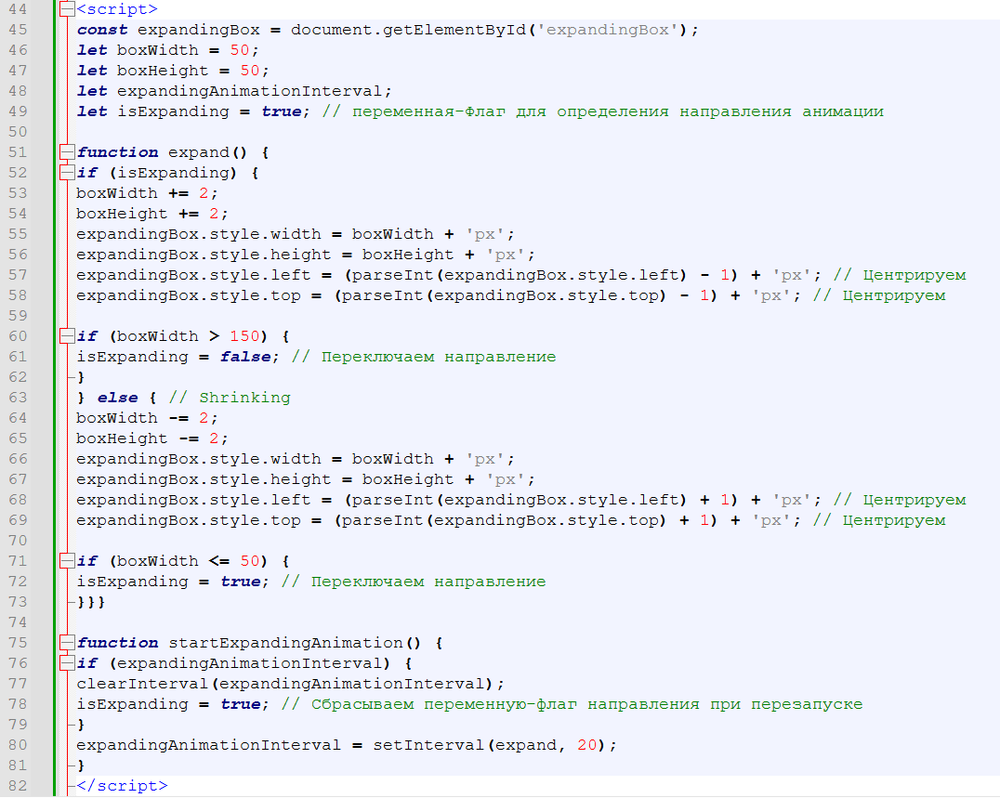 44 <script>
45 const expandingBox = document.getElementById('expandingBox');
46 let boxWidth = 50;
47 let boxHeight = 50;
48 let expandingAnimationInterval;
49 let isExpanding = true; // переменная-Флаг для определения направления анимации
50
51 function expand() {
52 if (isExpanding) {
53 boxWidth += 2;
54 boxHeight += 2;
55 expandingBox.style.width = boxWidth + 'px';
56 expandingBox.style.height = boxHeight + 'px';
57 expandingBox.style.left = (parseInt(expandingBox.style.left) - 1) + 'px'; // Центрируем
58 expandingBox.style.top = (parseInt(expandingBox.style.top) - 1) + 'px'; // Центрируем
59
60 if (boxWidth > 150) {
61 isExpanding = false; // Переключаем направление
62 }
63 } else { // Shrinking
64 boxWidth -= 2;
65 boxHeight -= 2;
66 expandingBox.style.width = boxWidth + 'px';
67 expandingBox.style.height = boxHeight + 'px';
68 expandingBox.style.left = (parseInt(expandingBox.style.left) + 1) + 'px'; // Центрируем
69 expandingBox.style.top = (parseInt(expandingBox.style.top) + 1) + 'px'; // Центрируем
70
71 if (boxWidth <= 50) {
72 isExpanding = true; // Переключаем направление
73 }}}
74
75 function startExpandingAnimation() {
76 if (expandingAnimationInterval) {
77 clearInterval(expandingAnimationInterval);
78 isExpanding = true; // Сбрасываем переменную-флаг направления при перезапуске
79 }
80 expandingAnimationInterval = setInterval(expand, 20);
81 }
82 </script>